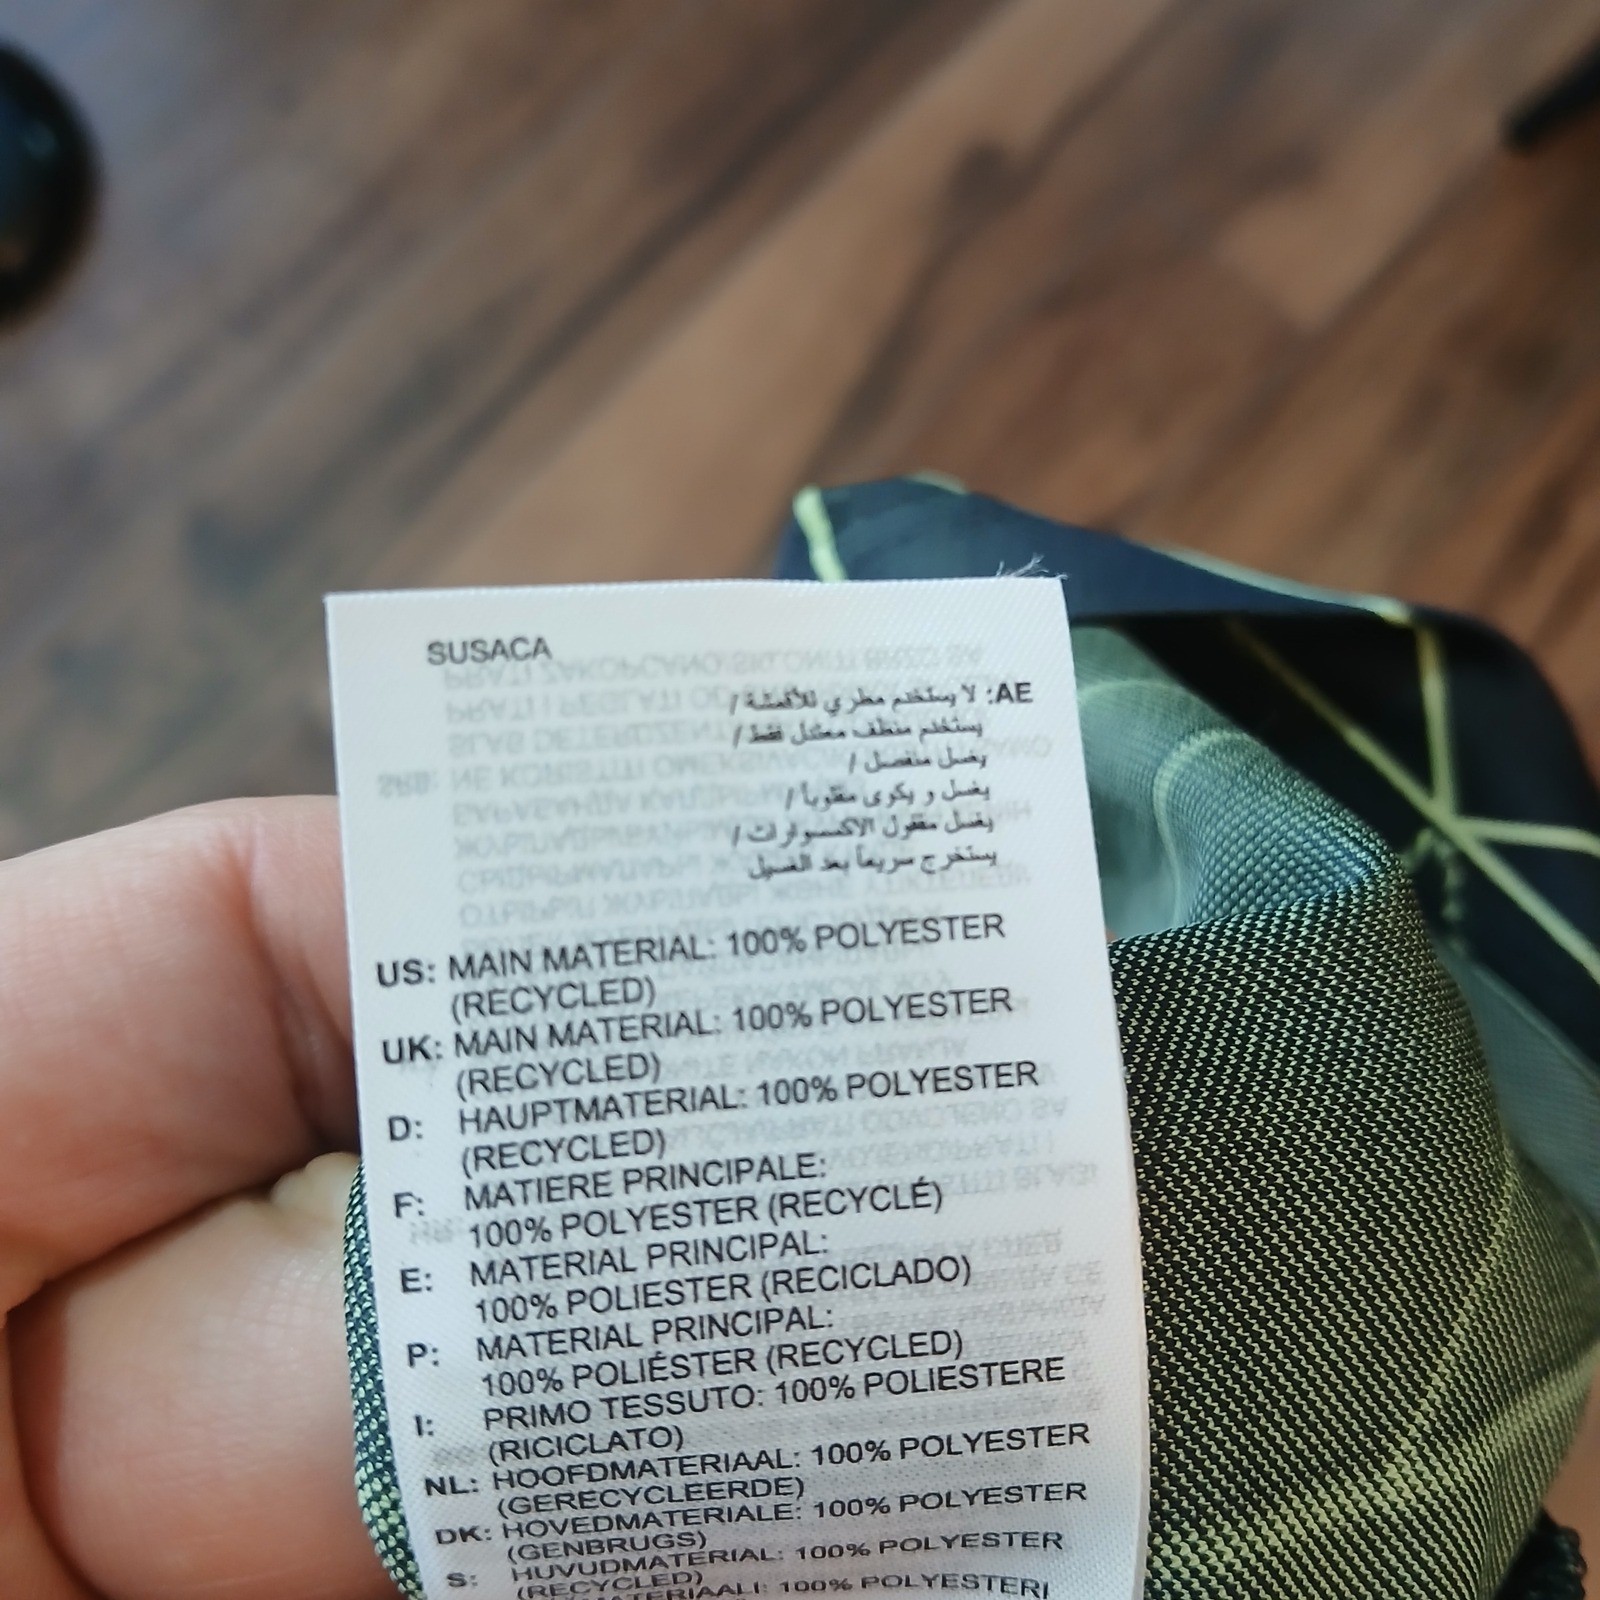 SUSACA
AE: لا يستخدم مطري للأقمشة /
يستخدم منظف معتدل فقط /
يغسل منفصل /
يغسل و يكوى مقلوباً /
يغسل مقفول الاكسسوارات /
يستخرج سريعاً بعد الغسيل
US: MAIN MATERIAL: 100% POLYESTER
(RECYCLED)
UK: MAIN MATERIAL: 100% POLYESTER
(RECYCLED)
D: HAUPTMATERIAL: 100% POLYESTER
(RECYCLED)
F: MATIERE PRINCIPALE:
100% POLYESTER (RECYCLÉ)
E: MATERIAL PRINCIPAL:
100% POLIESTER (RECICLADO)
P: MATERIAL PRINCIPAL:
100% POLIÉSTER (RECYCLED)
I: PRIMO TESSUTO: 100% POLIESTERE
(RICICLATO)
NL: HOOFDMATERIAAL: 100% POLYESTER
(GERECYCLEERDE)
DK: HOVEDMATERIALE: 100% POLYESTER
(GENBRUGS)
S: HUVUDMATERIAL: 100% POLYESTER
(RECYCLED)
100% POLYESTERI